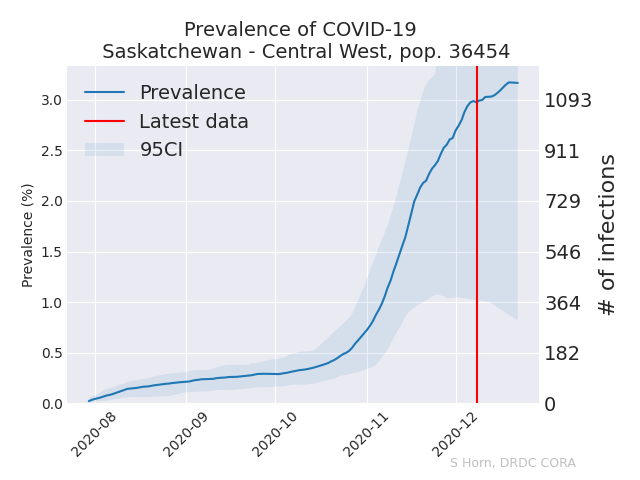 Prevalence of COVID-19
Saskatchewan - Central West, pop. 36454
Prevalence
Latest data
95CI
Prevalence (%)
3.0
2.5
2.0
1.5
1.0
0.5
0.0
1093
911
729
546
364
182
0
# of infections
2020-08
2020-09
2020-10
2020-11
2020-12
S Horn, DRDC CORA